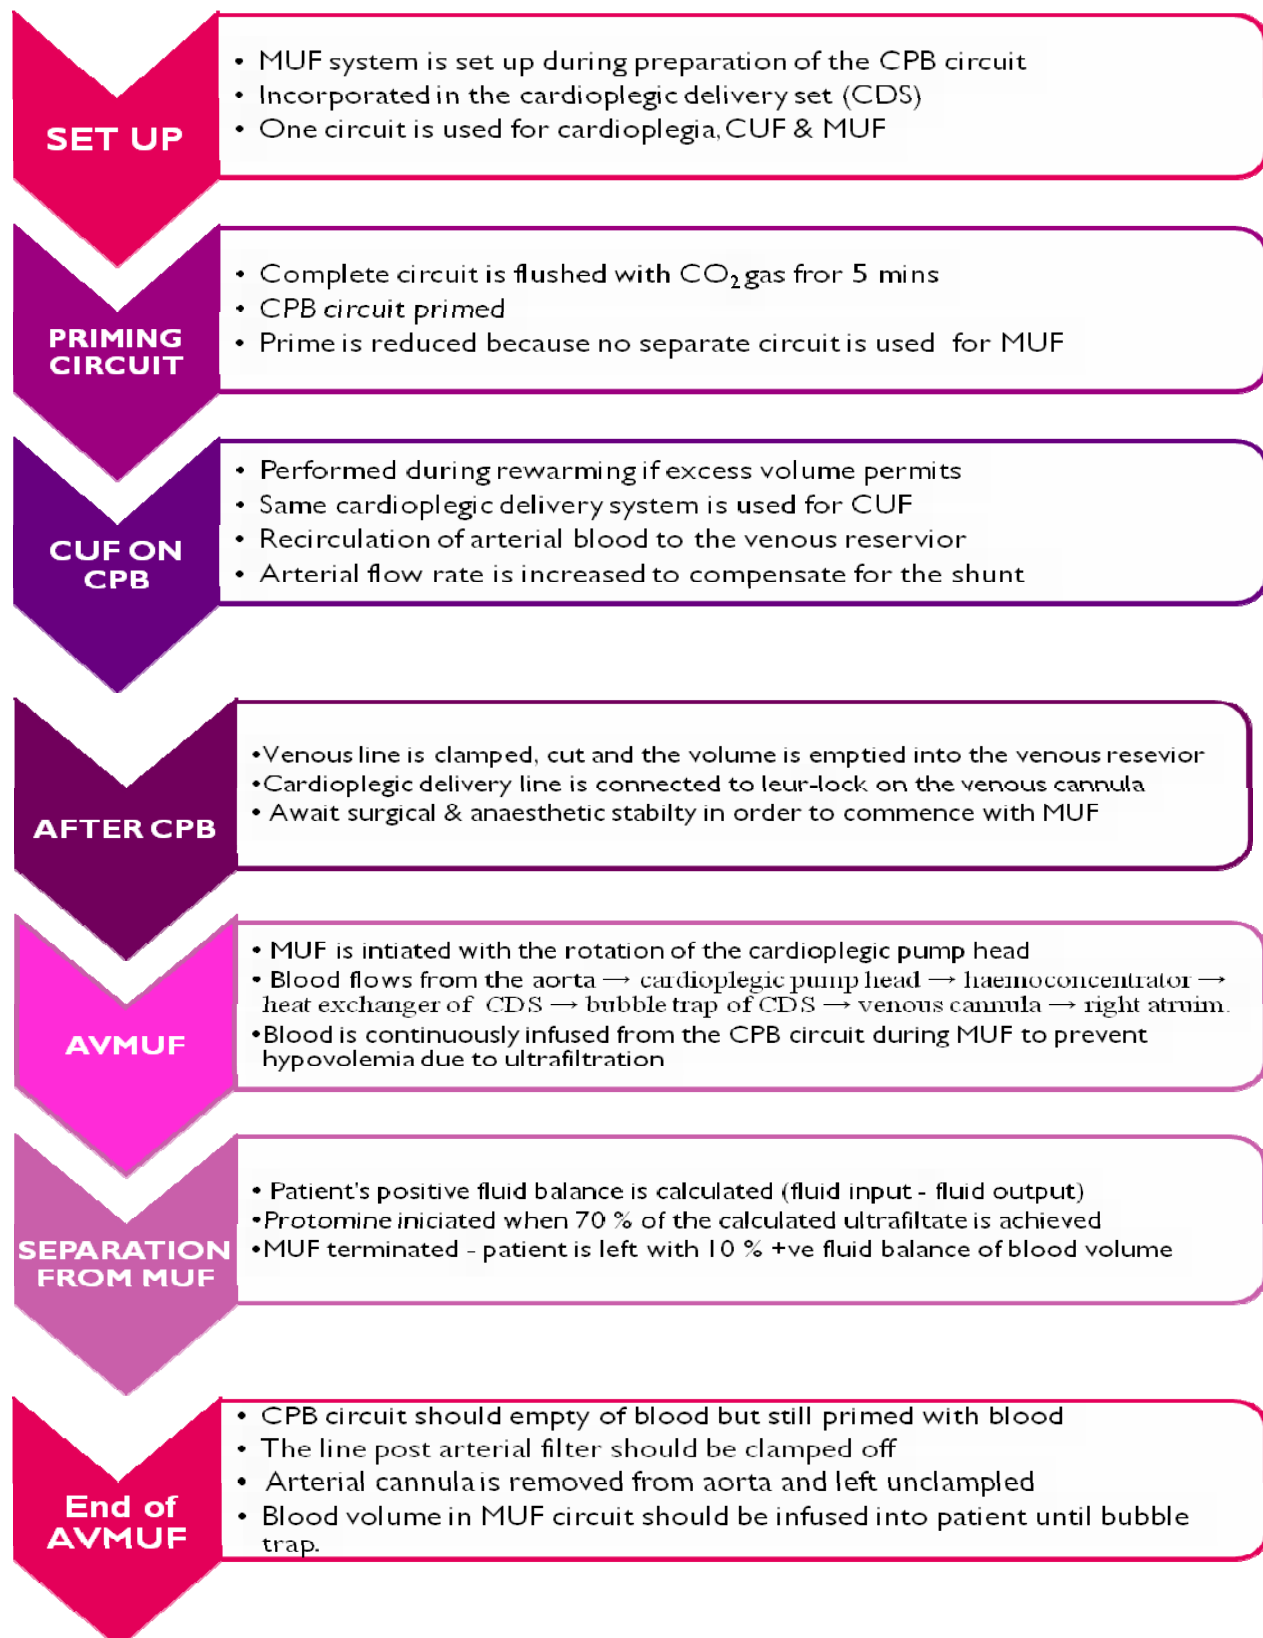 SET UP
• MUF system is set up during preparation of the CPB circuit
• Incorporated in the cardioplegic delivery set (CDS)
• One circuit is used for cardioplegia, CUF & MUF
PRIMING
CIRCUIT
• Complete circuit is flushed with CO₂ gas fror 5 mins
• CPB circuit primed
• Prime is reduced because no separate circuit is used for MUF
CUF ON
CPB
• Performed during rewarming if excess volume permits
• Same cardioplegic delivery system is used for CUF
• Recirculation of arterial blood to the venous reservior
• Arterial flow rate is increased to compensate for the shunt
AFTER CPB
•Venous line is clamped, cut and the volume is emptied into the venous resevior
•Cardioplegic delivery line is connected to leur-lock on the venous cannula
• Await surgical & anaesthetic stabilty in order to commence with MUF
AVMUF
• MUF is intiated with the rotation of the cardioplegic pump head
• Blood flows from the aorta → cardioplegic pump head → haemoconcentrator →
heat exchanger of CDS → bubble trap of CDS → venous cannula → right atruim.
•Blood is continuously infused from the CPB circuit during MUF to prevent
hypovolemia due to ultrafiltration
SEPARATION
FROM MUF
• Patient's positive fluid balance is calculated (fluid input - fluid output)
•Protomine iniciated when 70 % of the calculated ultrafiltate is achieved
•MUF terminated - patient is left with 10 % +ve fluid balance of blood volume
End of
AVMUF
• CPB circuit should empty of blood but still primed with blood
• The line post arterial filter should be clamped off
• Arterial cannula is removed from aorta and left unclampled
• Blood volume in MUF circuit should be infused into patient until bubble
trap.